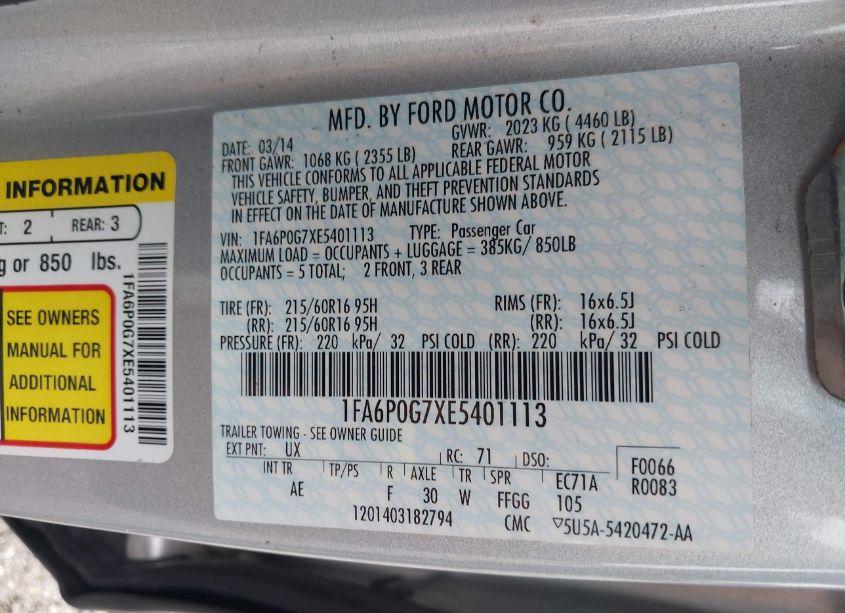 INFORMATION
T: 2 REAR: 3
g or 850 lbs.
SEE OWNERS
MANUAL FOR
ADDITIONAL
INFORMATION
1FA6P0G7XE5401113
MFD. BY FORD MOTOR CO.
DATE: 03/14 GVWR: 2023 KG ( 4460 LB)
FRONT GAWR: 1068 KG ( 2355 LB) REAR GAWR: 959 KG ( 2115 LB)
THIS VEHICLE CONFORMS TO ALL APPLICABLE FEDERAL MOTOR
VEHICLE SAFETY, BUMPER, AND THEFT PREVENTION STANDARDS
IN EFFECT ON THE DATE OF MANUFACTURE SHOWN ABOVE.
VIN: 1FA6P0G7XE5401113 TYPE: Passenger Car
MAXIMUM LOAD = OCCUPANTS + LUGGAGE = 385KG/ 850LB
OCCUPANTS = 5 TOTAL; 2 FRONT, 3 REAR
TIRE (FR): 215/60R16 95H RIMS (FR): 16x6.5J
(RR): 215/60R16 95H (RR): 16x6.5J
PRESSURE (FR): 220 kPa/ 32 PSI COLD (RR): 220 kPa/ 32 PSI COLD
1FA6P0G7XE5401113
TRAILER TOWING - SEE OWNER GUIDE
EXT PNT: UX RC: 71 DSO: F0066
INT TR TP/PS R AXLE TR SPR EC71A R0083
AE F 30 W FFGG 105
1201403182794 CMC ▽5U5A-5420472-AA